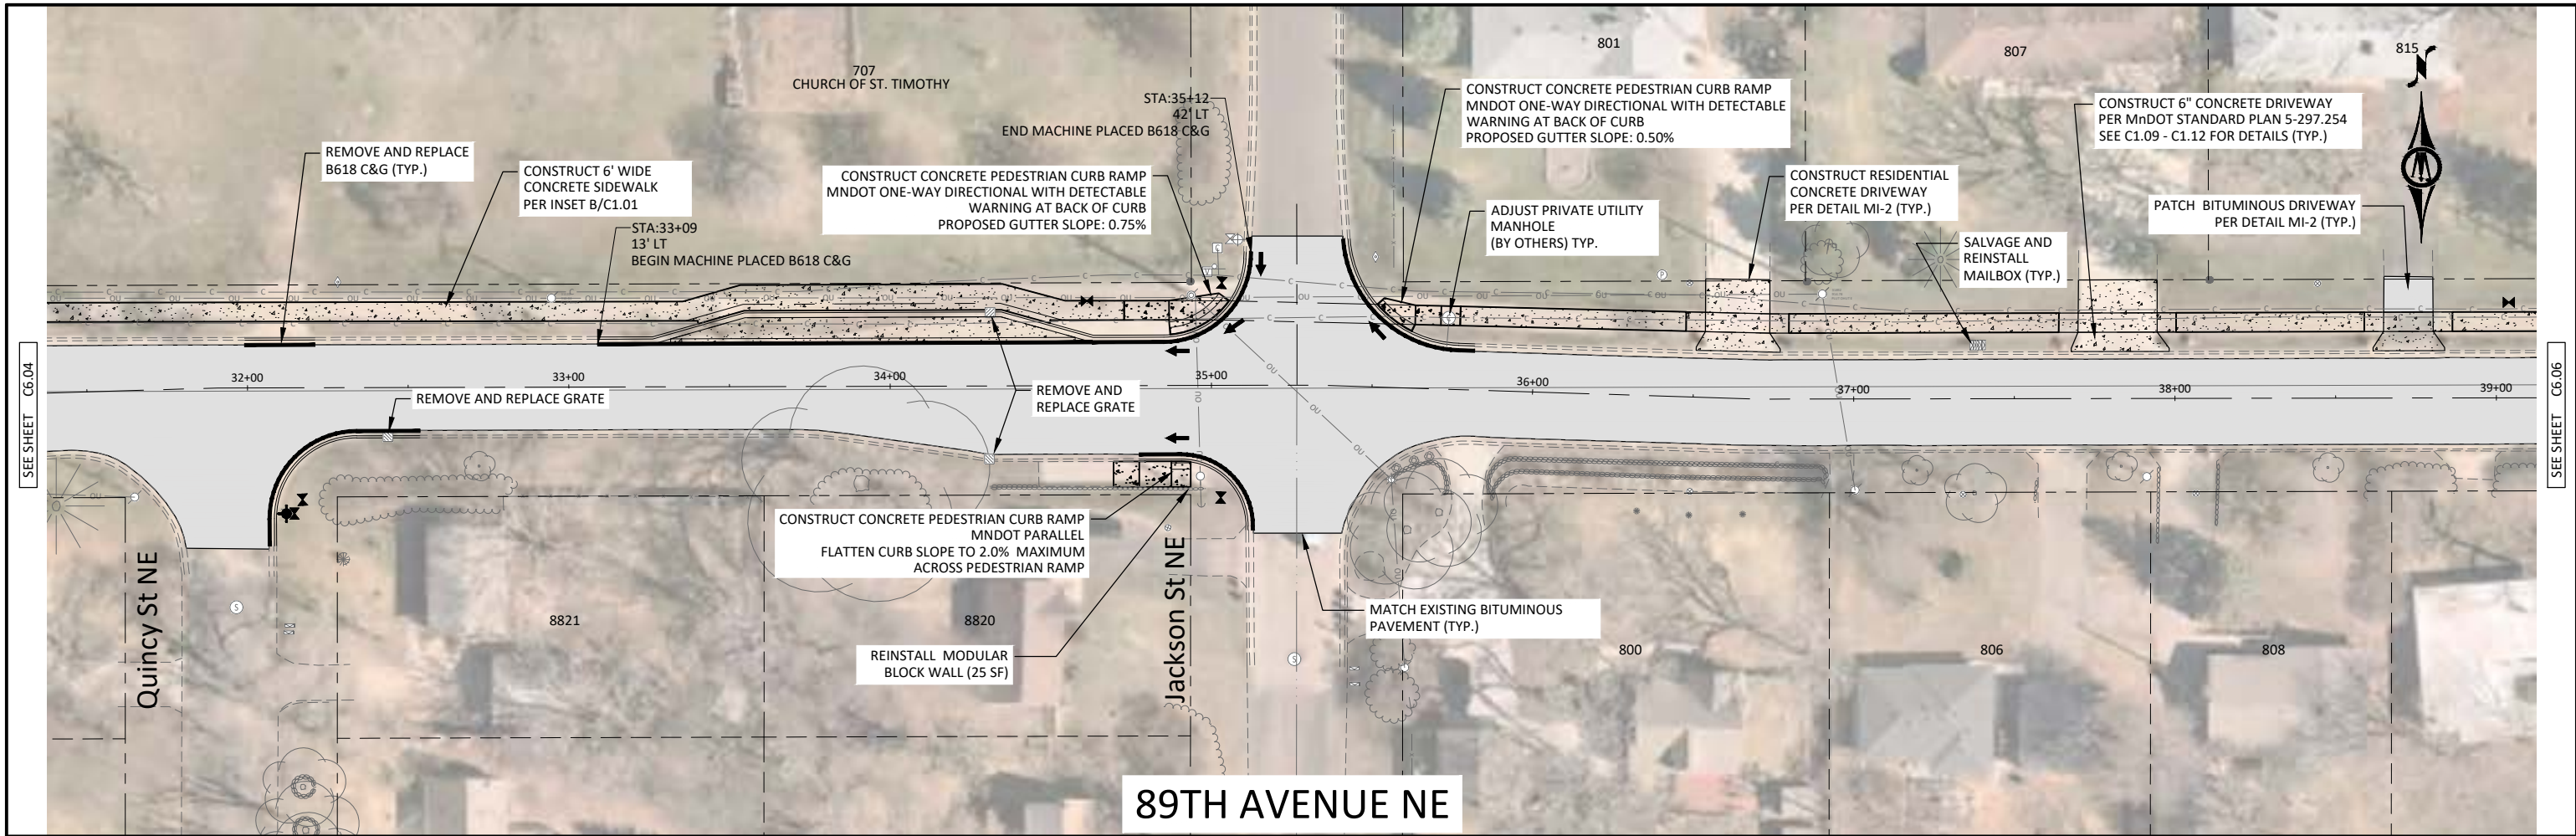 707
CHURCH OF ST. TIMOTHY
801
807
815
STA:35+12
42' LT
END MACHINE PLACED B618 C&G
CONSTRUCT CONCRETE PEDESTRIAN CURB RAMP
MNDOT ONE-WAY DIRECTIONAL WITH DETECTABLE
WARNING AT BACK OF CURB
PROPOSED GUTTER SLOPE: 0.50%
CONSTRUCT 6" CONCRETE DRIVEWAY
PER MnDOT STANDARD PLAN 5-297.254
SEE C1.09 - C1.12 FOR DETAILS (TYP.)
REMOVE AND REPLACE
B618 C&G (TYP.)
CONSTRUCT 6' WIDE
CONCRETE SIDEWALK
PER INSET B/C1.01
CONSTRUCT CONCRETE PEDESTRIAN CURB RAMP
MNDOT ONE-WAY DIRECTIONAL WITH DETECTABLE
WARNING AT BACK OF CURB
PROPOSED GUTTER SLOPE: 0.75%
CONSTRUCT RESIDENTIAL
CONCRETE DRIVEWAY
PER DETAIL MI-2 (TYP.)
PATCH BITUMINOUS DRIVEWAY
PER DETAIL MI-2 (TYP.)
ADJUST PRIVATE UTILITY
MANHOLE
(BY OTHERS) TYP.
SALVAGE AND
REINSTALL
MAILBOX (TYP.)
STA:33+09
13' LT
BEGIN MACHINE PLACED B618 C&G
SEE SHEET C6.04
32+00
33+00
34+00
35+00
36+00
37+00
38+00
39+00
SEE SHEET C6.06
REMOVE AND REPLACE GRATE
REMOVE AND
REPLACE GRATE
CONSTRUCT CONCRETE PEDESTRIAN CURB RAMP
MNDOT PARALLEL
FLATTEN CURB SLOPE TO 2.0% MAXIMUM
ACROSS PEDESTRIAN RAMP
Quincy St NE
Jackson St NE
8821
8820
MATCH EXISTING BITUMINOUS
PAVEMENT (TYP.)
REINSTALL MODULAR
BLOCK WALL (25 SF)
800
806
808
89TH AVENUE NE